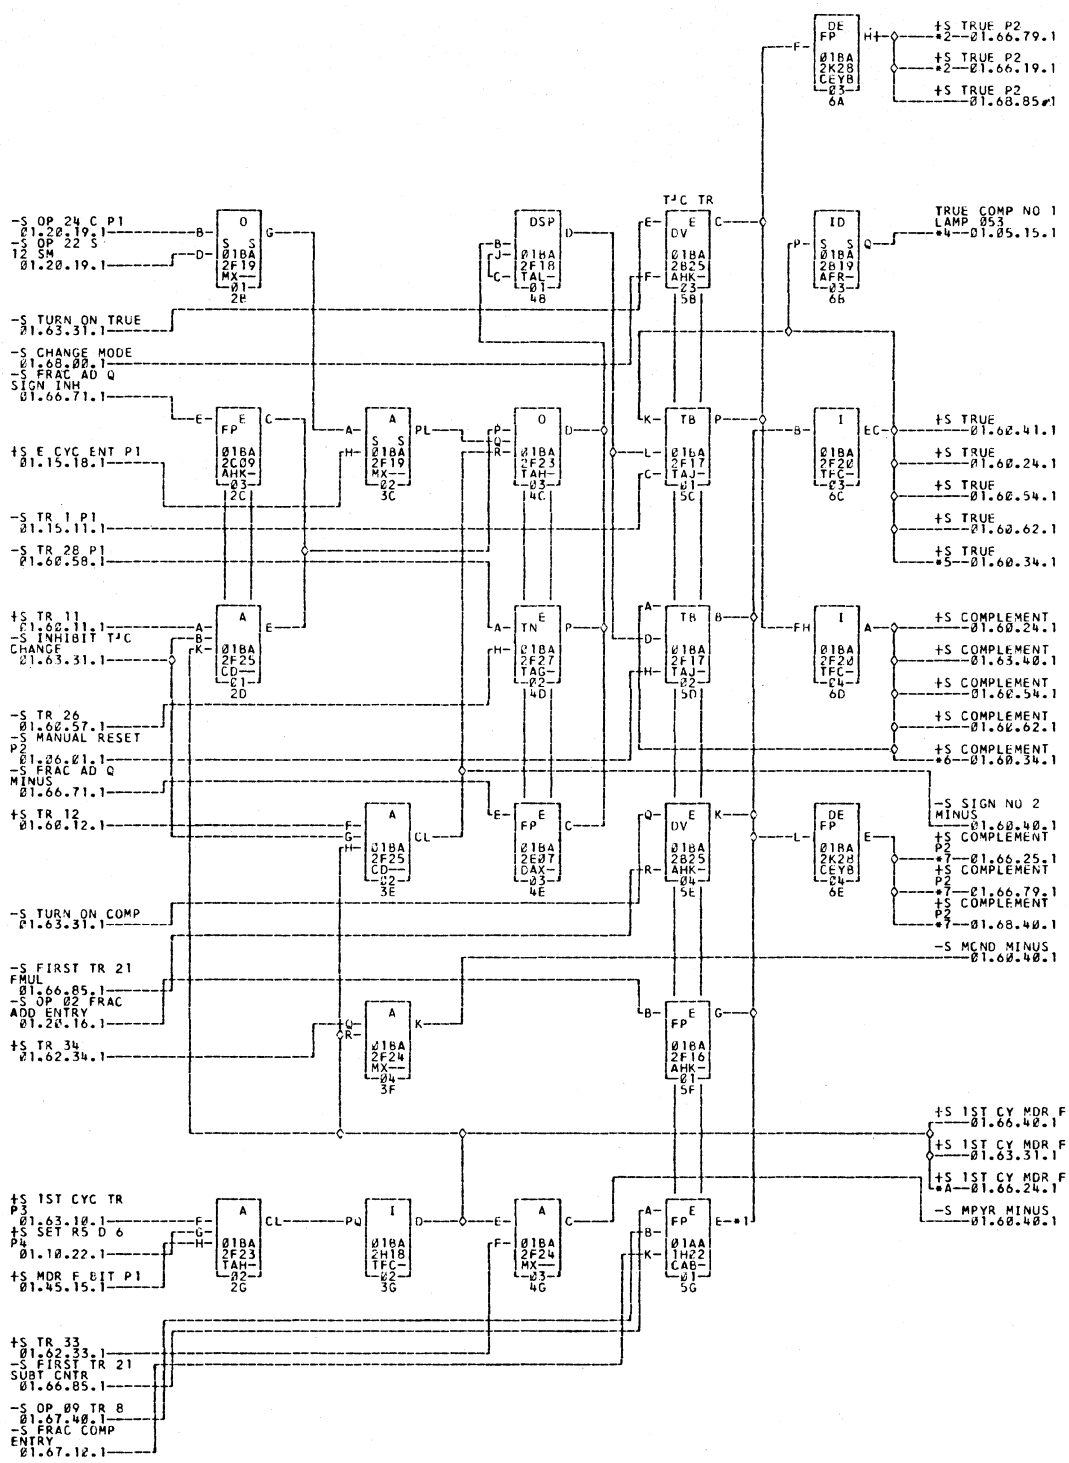 +S TRUE P2
*2--01.66.79.1
+S TRUE P2
*2--01.66.19.1
+S TRUE P2
01.68.85.1
DE
FP
F
H+
01BA
2K28
CEYB
03
6A
T/C TR
-S OP 24 C P1
01.20.19.1
-S OP 22 S
12 SM
01.20.19.1
B
D
O
G
S S
01BA
2F19
MX--
01
2B
DSP
B
J
C
D
01BA
2F18
TAL-
01
4B
E
E
C
DV
F
01BA
2B25
AHK-
03
5B
ID
P
S S
Q
01BA
2B19
AFR-
03
6B
TRUE COMP NO 1
LAMP 053
*4--01.05.15.1
-S TURN ON TRUE
01.63.31.1
-S CHANGE MODE
01.68.00.1
-S FRAC AD Q
SIGN INH
01.66.71.1
+S E CYC ENT P1
01.15.18.1
-S TR 1 P1
01.15.11.1
-S TR 28 P1
01.60.58.1
E
E
C
FP
01BA
2C09
AHK-
03
2C
A
A
PL
H
S S
01BA
2F19
MX--
02
3C
P
O
D
Q
R
01BA
2F23
TAH-
03
4C
K
TB
P
L
C
01BA
2F17
TAJ-
01
5C
B
I
EC
01BA
2F20
TFC-
03
6C
+S TRUE
01.60.41.1
+S TRUE
01.60.24.1
+S TRUE
01.60.54.1
+S TRUE
01.60.62.1
+S TRUE
*5--01.60.34.1
+S TR 11
01.60.11.1
-S INHIBIT T/C
CHANGE
01.63.31.1
-S TR 26
01.60.57.1
-S MANUAL RESET
P2
01.06.01.1
-S FRAC AD Q
MINUS
01.66.71.1
+S TR 12
01.60.12.1
A
A
E
B
K
01BA
2F25
CD--
01
2D
A
E
P
TN
H
01BA
2F27
TAG-
02
4D
A
TB
B
D
H
01BA
2F17
TAJ-
02
5D
FH
I
A
01BA
2F20
TFC-
04
6D
+S COMPLEMENT
01.60.24.1
+S COMPLEMENT
01.63.40.1
+S COMPLEMENT
01.60.54.1
+S COMPLEMENT
01.60.62.1
+S COMPLEMENT
*6--01.60.34.1
-S SIGN NO 2
MINUS
01.60.40.1
+S COMPLEMENT
P2
*7--01.66.25.1
+S COMPLEMENT
P2
*7--01.66.79.1
+S COMPLEMENT
P2
*7--01.68.40.1
F
A
CL
G
H
01BA
2F25
CD--
02
3E
E
E
C
FP
01BA
2E07
DAX-
03
4E
Q
E
K
DV
R
01BA
2B25
AHK-
04
5E
L
DE
E
FP
01BA
2K28
CEYB
04
6E
-S TURN ON COMP
01.63.31.1
-S FIRST TR 21
FMUL
01.66.85.1
-S OP 02 FRAC
ADD ENTRY
01.20.16.1
+S TR 34
01.62.34.1
Q
A
K
R
01BA
2F24
MX--
04
3F
B
E
G
FP
01BA
2F16
AHK-
01
5F
-S MCND MINUS
01.60.40.1
+S 1ST CY MDR F
01.66.40.1
+S 1ST CY MDR F
01.63.31.1
+S 1ST CY MDR F
*A--01.66.24.1
-S MPYR MINUS
01.60.40.1
+S 1ST CYC TR
P3
01.63.10.1
+S SET RS D 6
P4
01.10.22.1
+S MDR F BIT P1
01.45.15.1
F
A
CL
G
H
01BA
2F23
TAH-
02
2G
PQ
I
D
01BA
2H18
TFC-
02
3G
E
A
C
F
01BA
2F24
MX--
03
4G
A
E
E-*1
B
FP
K
01AA
1H22
CAB-
01
5G
+S TR 33
01.62.33.1
-S FIRST TR 21
SUBT CNTR
01.66.85.1
-S OP 09 TR 8
01.67.40.1
-S FRAC COMP
ENTRY
01.67.12.1